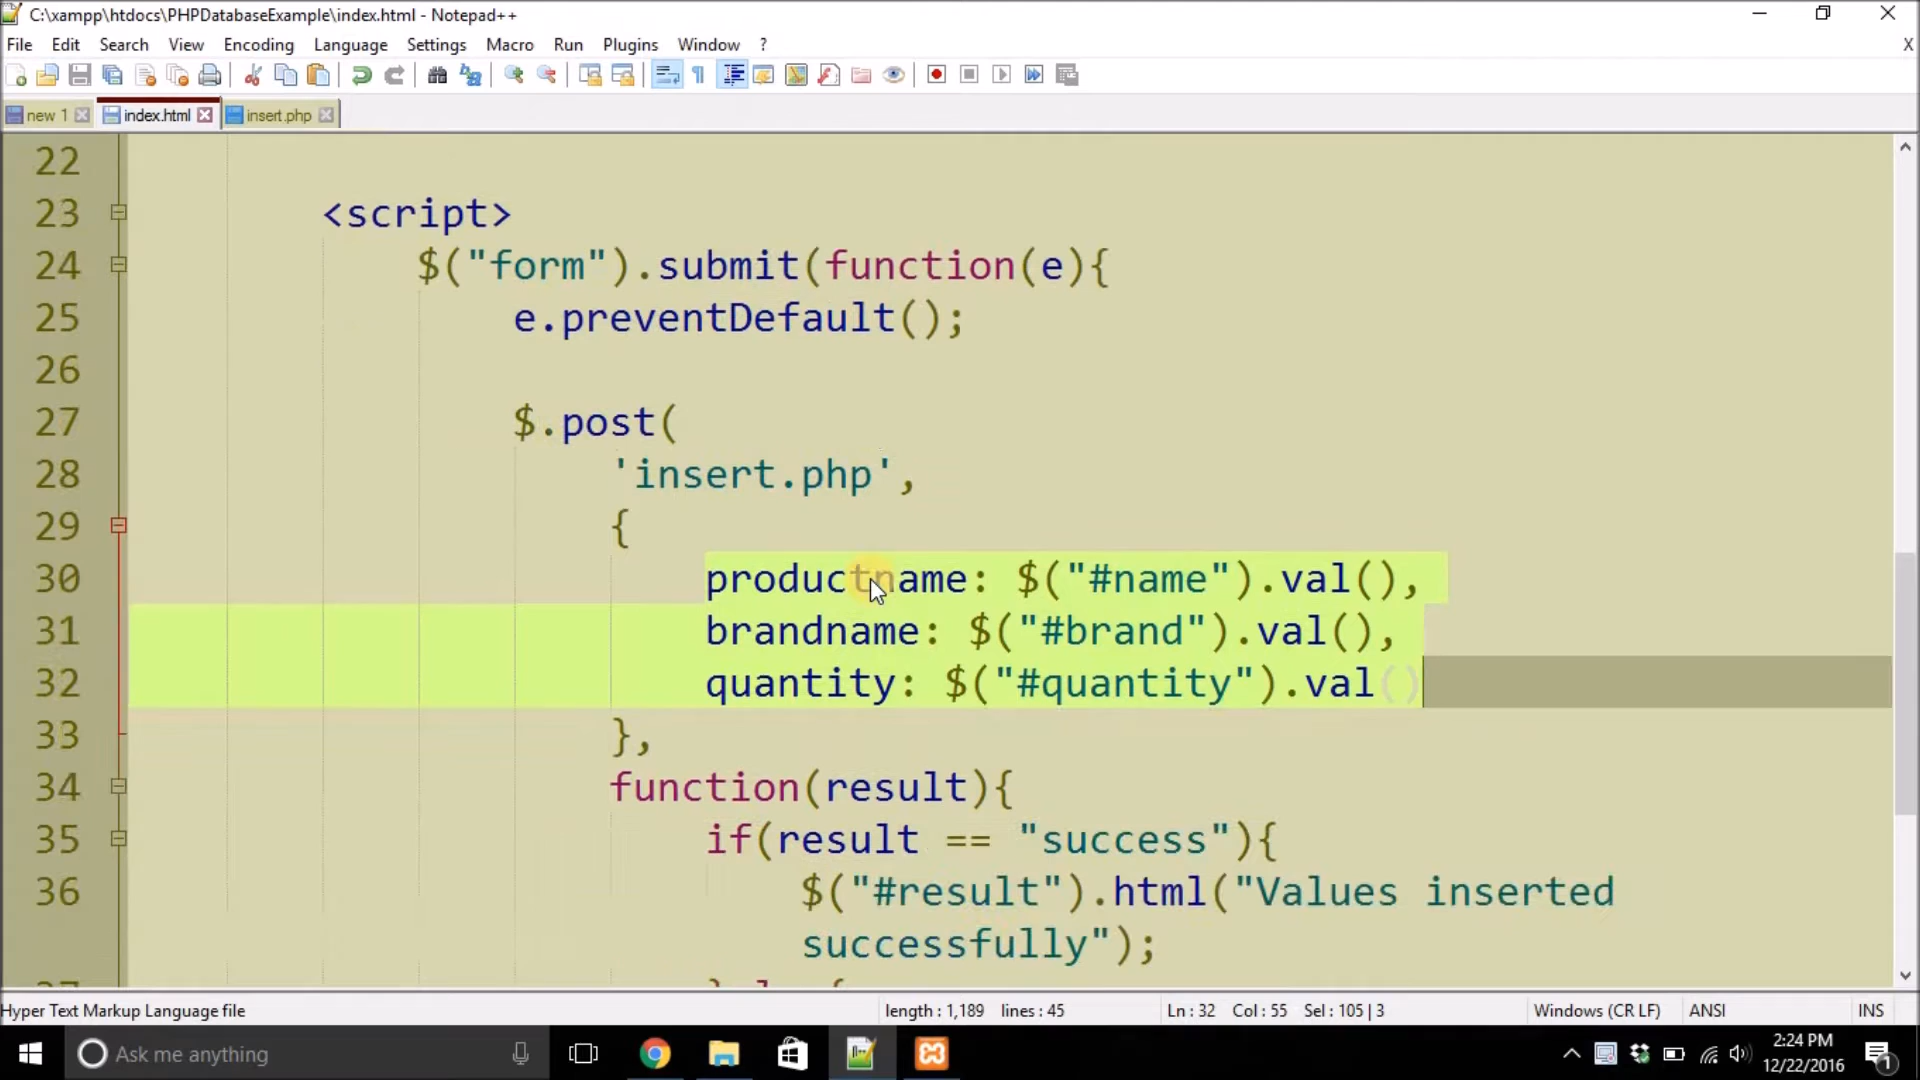 C:\xampp\htdocs\PHPDatabaseExample\index.html - Notepad++
File Edit Search View Encoding Language Settings Macro Run Plugins Window ? X
new 1 index.html insert.php
22
23 <script>
24 $("form").submit(function(e){
25 e.preventDefault();
26
27 $.post(
28 'insert.php',
29 {
30 productname: $("#name").val(),
31 brandname: $("#brand").val(),
32 quantity: $("#quantity").val()
33 },
34 function(result){
35 if(result == "success"){
36 $("#result").html("Values inserted
successfully");
Hyper Text Markup Language file length : 1,189 lines : 45 Ln : 32 Col : 55 Sel : 105 | 3 Windows (CR LF) ANSI INS
Ask me anything
2:24 PM
12/22/2016
1